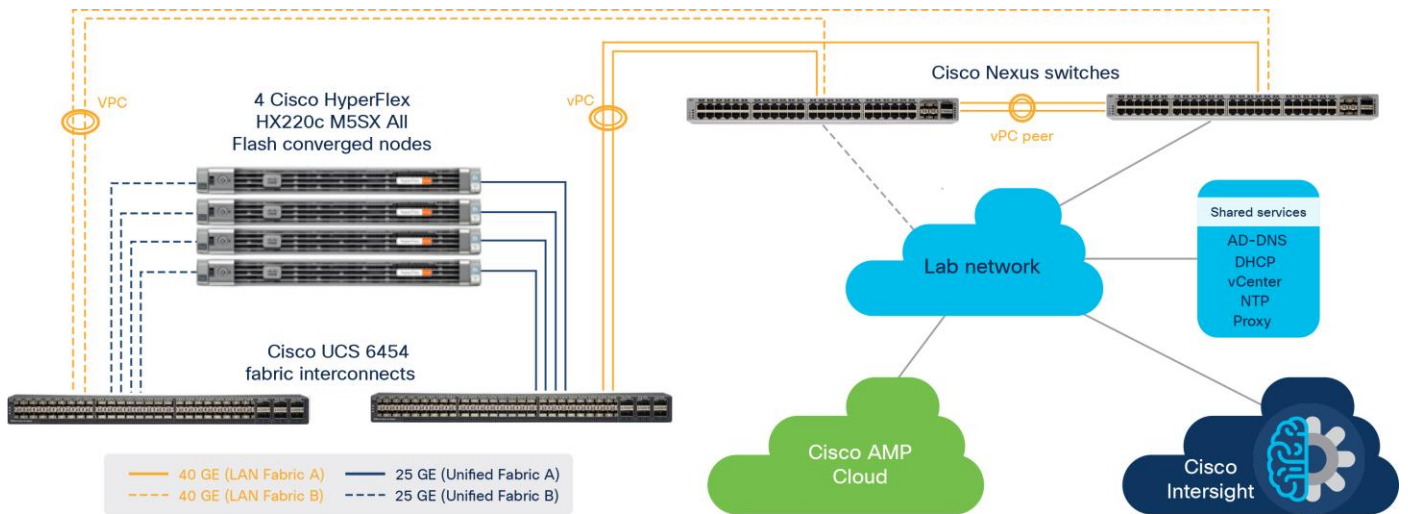 VPC
4 Cisco HyperFlex
HX220c M5SX All
Flash converged nodes
vPC
Cisco Nexus switches
vPC peer
Shared services
AD-DNS
DHCP
vCenter
NTP
Proxy
Lab network
Cisco UCS 6454
fabric interconnects
Cisco AMP
Cloud
Cisco
Intersight
40 GE (LAN Fabric A)
25 GE (Unified Fabric A)
40 GE (LAN Fabric B)
25 GE (Unified Fabric B)